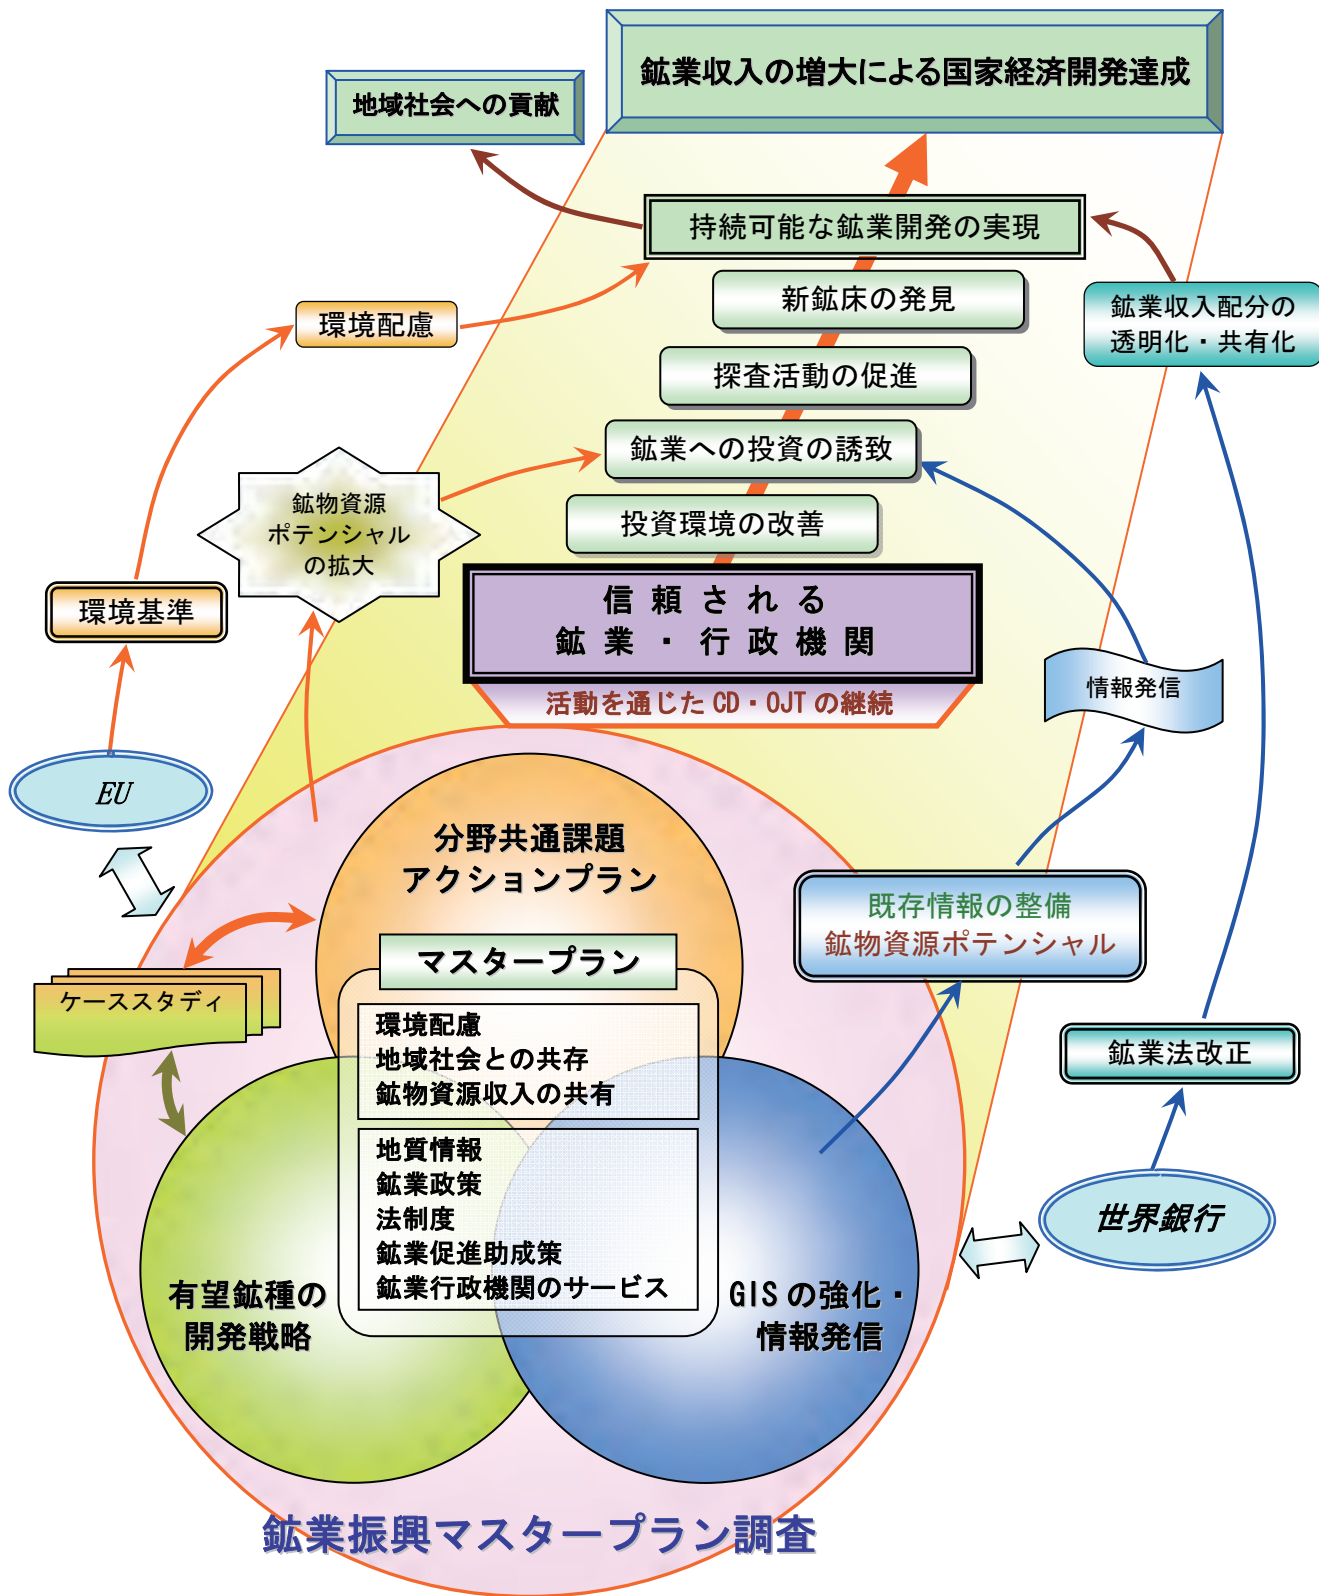 鉱業収入の増大による国家経済開発達成
地域社会への貢献
持続可能な鉱業開発の実現
新鉱床の発見
鉱業収入配分の
透明化・共有化
環境配慮
探査活動の促進
鉱業への投資の誘致
鉱物資源
ポテンシャル
の拡大
投資環境の改善
環境基準
信頼される
鉱業・行政機関
活動を通じた CD・OJT の継続
情報発信
EU
分野共通課題
アクションプラン
既存情報の整備
鉱物資源ポテンシャル
マスタープラン
ケーススタディ
環境配慮
地域社会との共存
鉱物資源収入の共有
鉱業法改正
地質情報
鉱業政策
法制度
鉱業促進助成策
鉱業行政機関のサービス
世界銀行
有望鉱種の
開発戦略
GIS の強化・
情報発信
鉱業振興マスタープラン調査